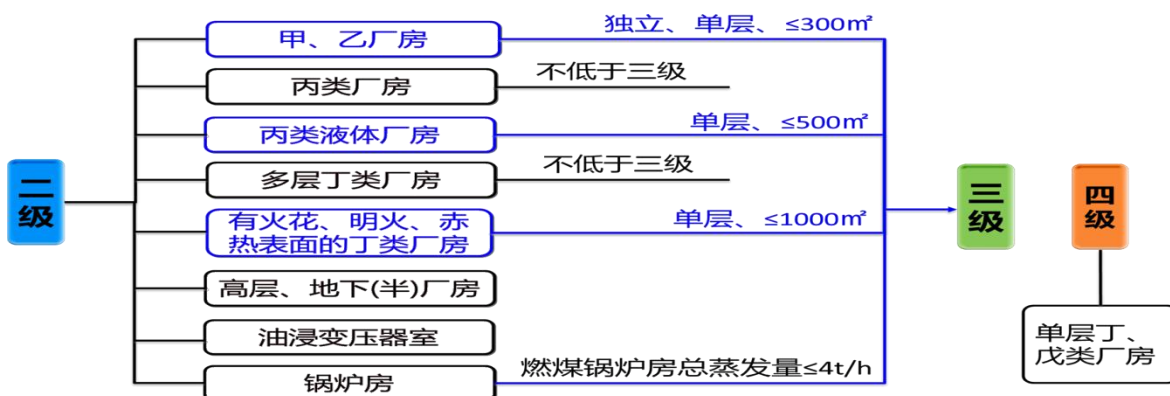 二级
甲、乙厂房
独立、单层、≤300㎡
丙类厂房
不低于三级
丙类液体厂房
单层、≤500㎡
多层丁类厂房
不低于三级
有火花、明火、赤
热表面的丁类厂房
单层、≤1000㎡
高层、地下(半)厂房
油浸变压器室
锅炉房
燃煤锅炉房总蒸发量≤4t/h
三级
四级
单层丁、
戊类厂房